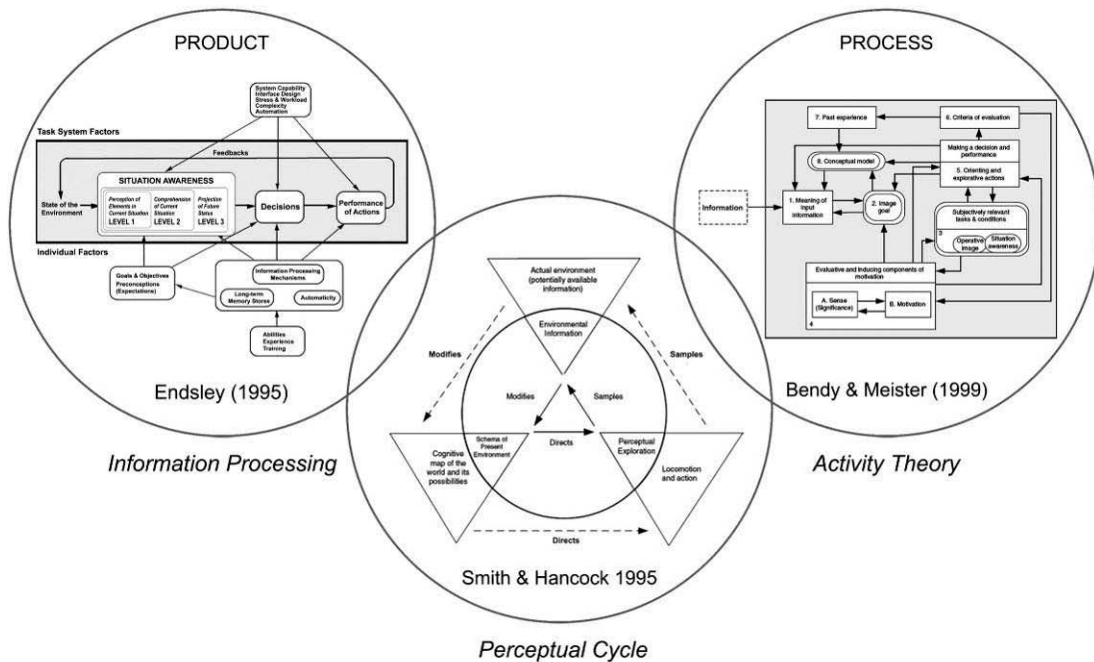 PRODUCT
System Capability
Interface Design
Stress & Workload
Complexity
Automation
Task System Factors
Feedbacks
SITUATION AWARENESS
State of the
Environment
Perception of
Elements in
Current Situation
LEVEL 1
Comprehension
of Current
Situation
LEVEL 2
Projection
of Future
Status
LEVEL 3
Decisions
Performance
of Actions
Individual Factors
Goals & Objectives
Preconceptions
(Expectations)
Information Processing
Mechanisms
Long-term
Memory Stores
Automaticity
Abilities
Experience
Training
Endsley (1995)
Information Processing
Actual environment
(potentially available
information)
Environmental
Information
Modifies
Samples
Modifies
Samples
Schema of
Present
Environment
Directs
Perceptual
Exploration
Cognitive
map of the
world and its
possibilities
Locomotion
and action
Directs
Smith & Hancock 1995
Perceptual Cycle
PROCESS
7. Past experience
6. Criteria of evaluation
8. Conceptual model
Making a decision and
performance
5. Orienting and
explorative actions
Information
1. Meaning of
input
information
2. Image
goal
Subjectively relevant
tasks & conditions
3
Operative
image
Situation
awareness
Evaluative and Inducing components of
motivation
A. Sense
(Significance)
B. Motivation
4
Bendy & Meister (1999)
Activity Theory